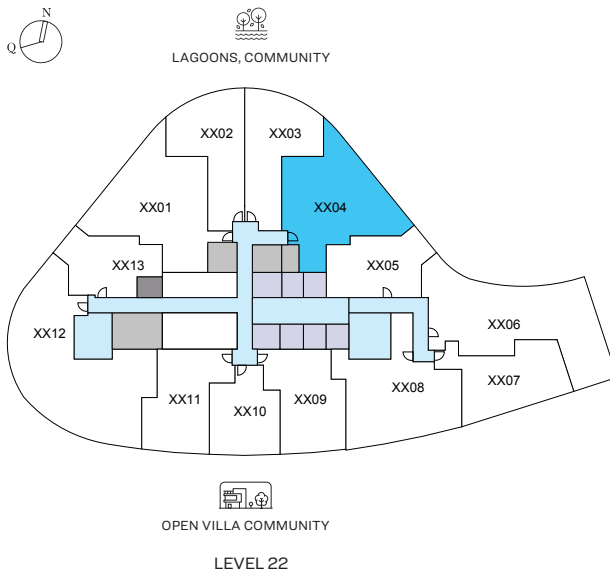 N
Q
LAGOONS, COMMUNITY
XX02
XX03
XX01
XX04
XX13
XX05
XX12
XX06
XX11
XX10
XX09
XX08
XX07
OPEN VILLA COMMUNITY
LEVEL 22